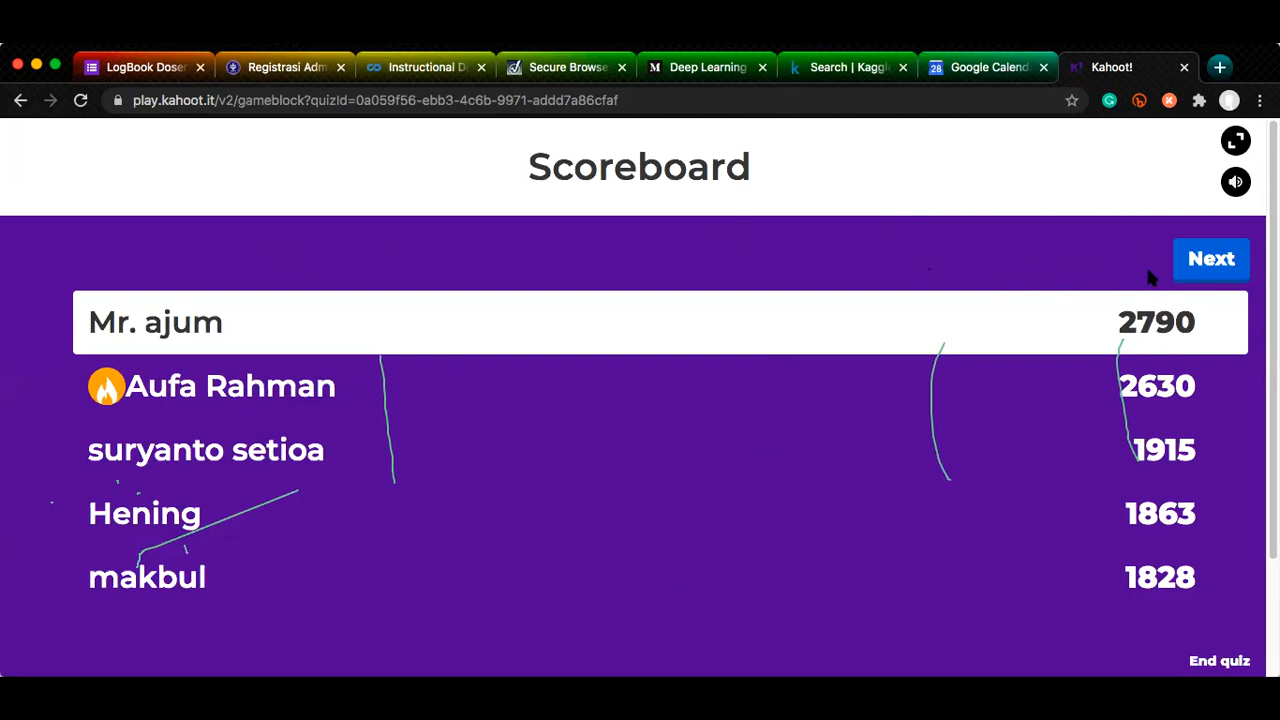 LogBook Doser
Registrasi Adm
Instructional D
Secure Browse
Deep Learning
Search | Kaggl
Google Calend
Kahoot!
play.kahoot.it/v2/gameblock?quizId=0a059f56-ebb3-4c6b-9971-addd7a86cfaf
Scoreboard
Next
Mr. ajum 2790
Aufa Rahman 2630
suryanto setioa 1915
Hening 1863
makbul 1828
End quiz